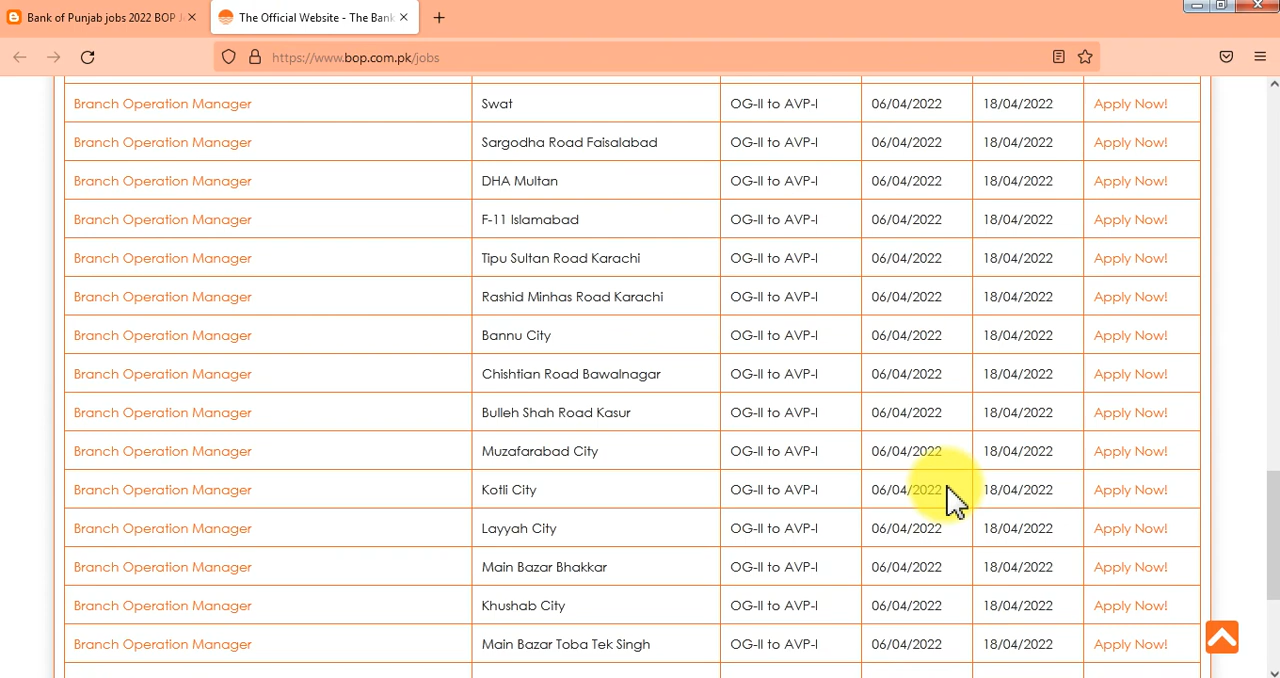 Bank of Punjab jobs 2022 BOP J
The Official Website - The Bank
https://www.bop.com.pk/jobs
Branch Operation Manager Swat OG-II to AVP-I 06/04/2022 18/04/2022 Apply Now!
Branch Operation Manager Sargodha Road Faisalabad OG-II to AVP-I 06/04/2022 18/04/2022 Apply Now!
Branch Operation Manager DHA Multan OG-II to AVP-I 06/04/2022 18/04/2022 Apply Now!
Branch Operation Manager F-11 Islamabad OG-II to AVP-I 06/04/2022 18/04/2022 Apply Now!
Branch Operation Manager Tipu Sultan Road Karachi OG-II to AVP-I 06/04/2022 18/04/2022 Apply Now!
Branch Operation Manager Rashid Minhas Road Karachi OG-II to AVP-I 06/04/2022 18/04/2022 Apply Now!
Branch Operation Manager Bannu City OG-II to AVP-I 06/04/2022 18/04/2022 Apply Now!
Branch Operation Manager Chishtian Road Bawalnagar OG-II to AVP-I 06/04/2022 18/04/2022 Apply Now!
Branch Operation Manager Bulleh Shah Road Kasur OG-II to AVP-I 06/04/2022 18/04/2022 Apply Now!
Branch Operation Manager Muzafarabad City OG-II to AVP-I 06/04/2022 18/04/2022 Apply Now!
Branch Operation Manager Kotli City OG-II to AVP-I 06/04/2022 18/04/2022 Apply Now!
Branch Operation Manager Layyah City OG-II to AVP-I 06/04/2022 18/04/2022 Apply Now!
Branch Operation Manager Main Bazar Bhakkar OG-II to AVP-I 06/04/2022 18/04/2022 Apply Now!
Branch Operation Manager Khushab City OG-II to AVP-I 06/04/2022 18/04/2022 Apply Now!
Branch Operation Manager Main Bazar Toba Tek Singh OG-II to AVP-I 06/04/2022 18/04/2022 Apply Now!